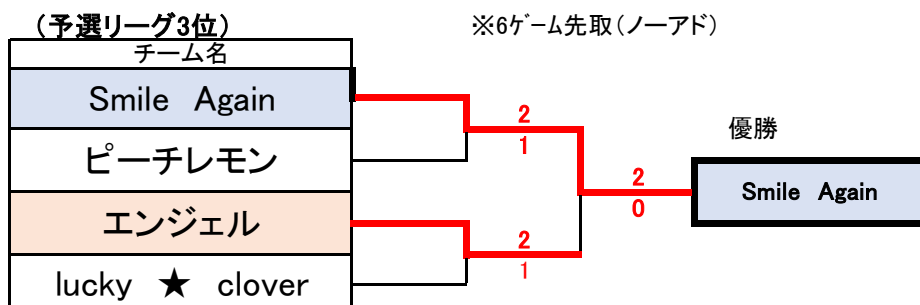 （予選リーグ3位）
※6ゲーム先取（ノーアド）
チーム名
Smile Again
ピーチレモン
エンジェル
lucky ★ clover
2
1
2
1
2
0
優勝
Smile Again